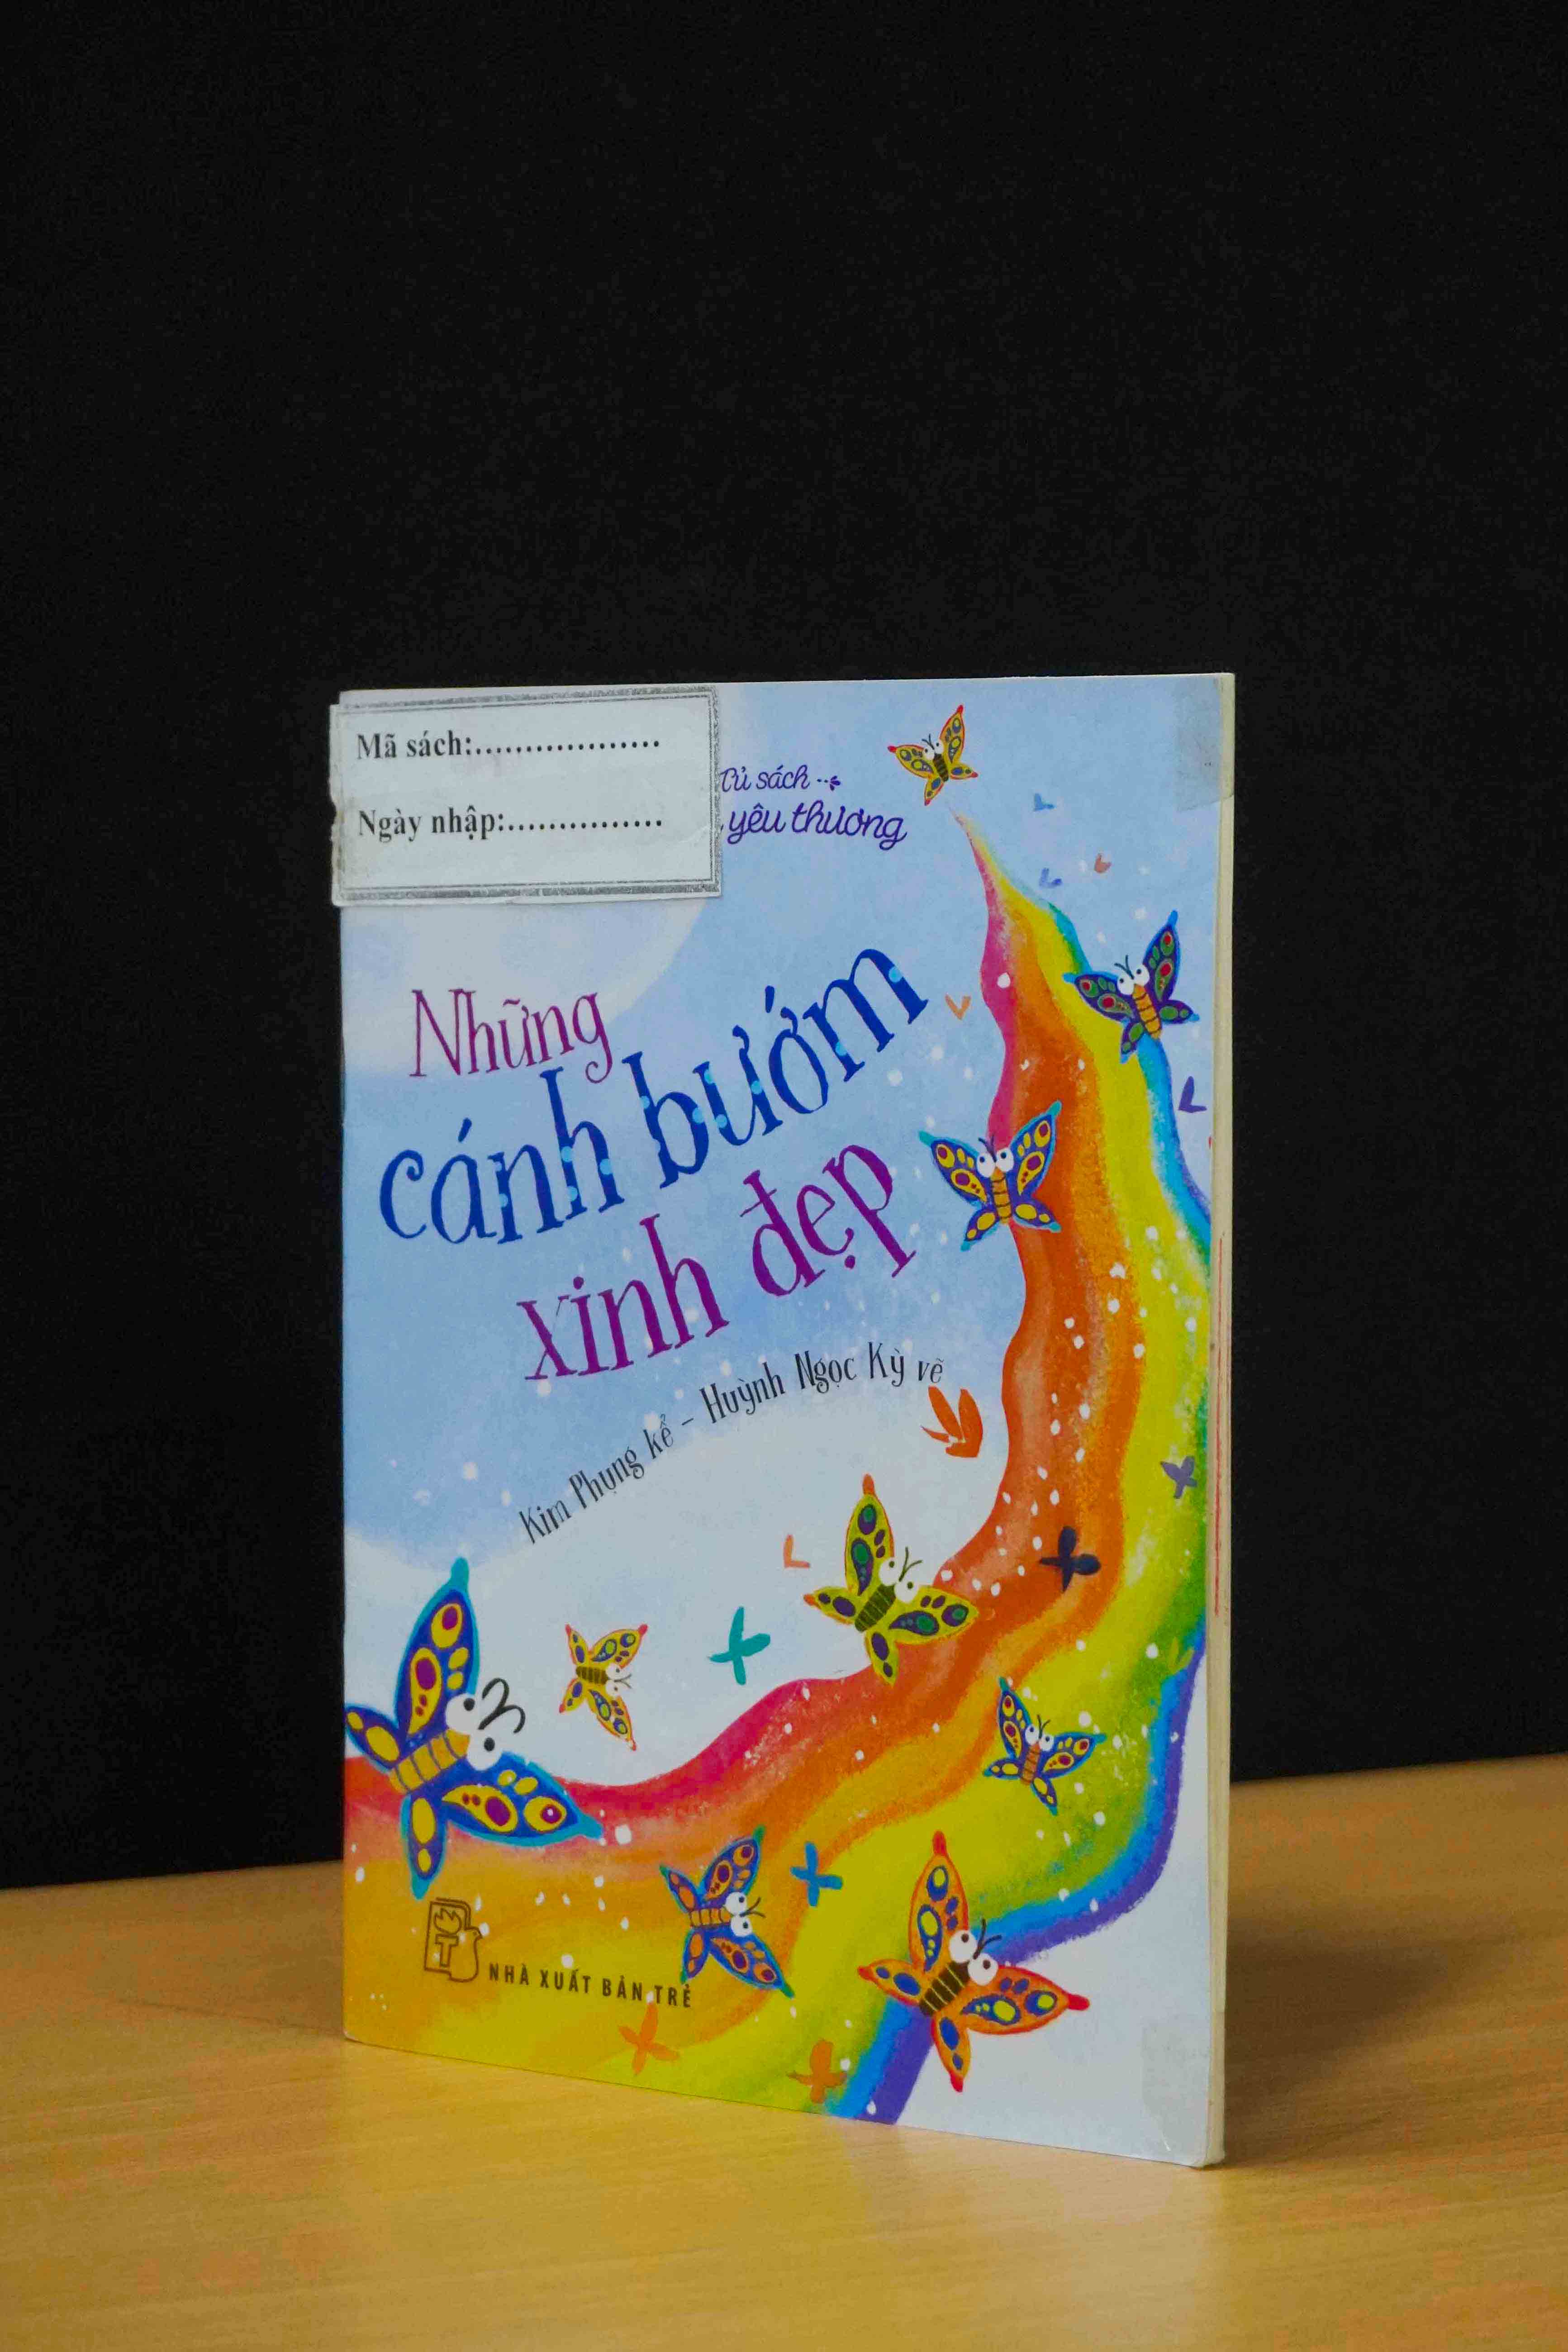 Mã sách:..................
Ngày nhập:...............
Tủ sách
yêu thương
Những
cánh bướm
xinh đẹp
Kim Phụng kể - Huỳnh Ngọc Kỳ vẽ
T
NHÀ XUẤT BẢN TRẺ